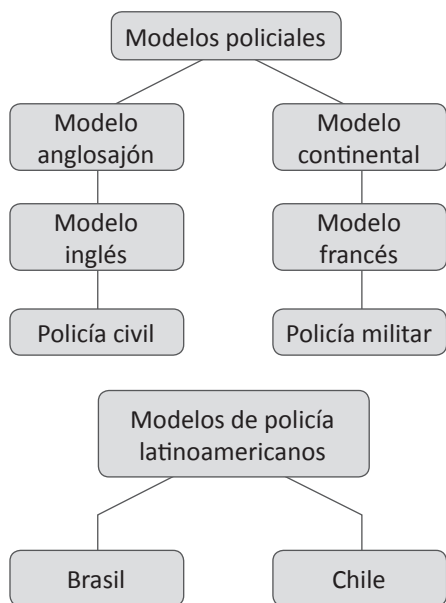 Modelos policiales
Modelo
anglosajón
Modelo
continental
Modelo
inglés
Modelo
francés
Policía civil
Policía militar
Modelos de policía
latinoamericanos
Brasil
Chile